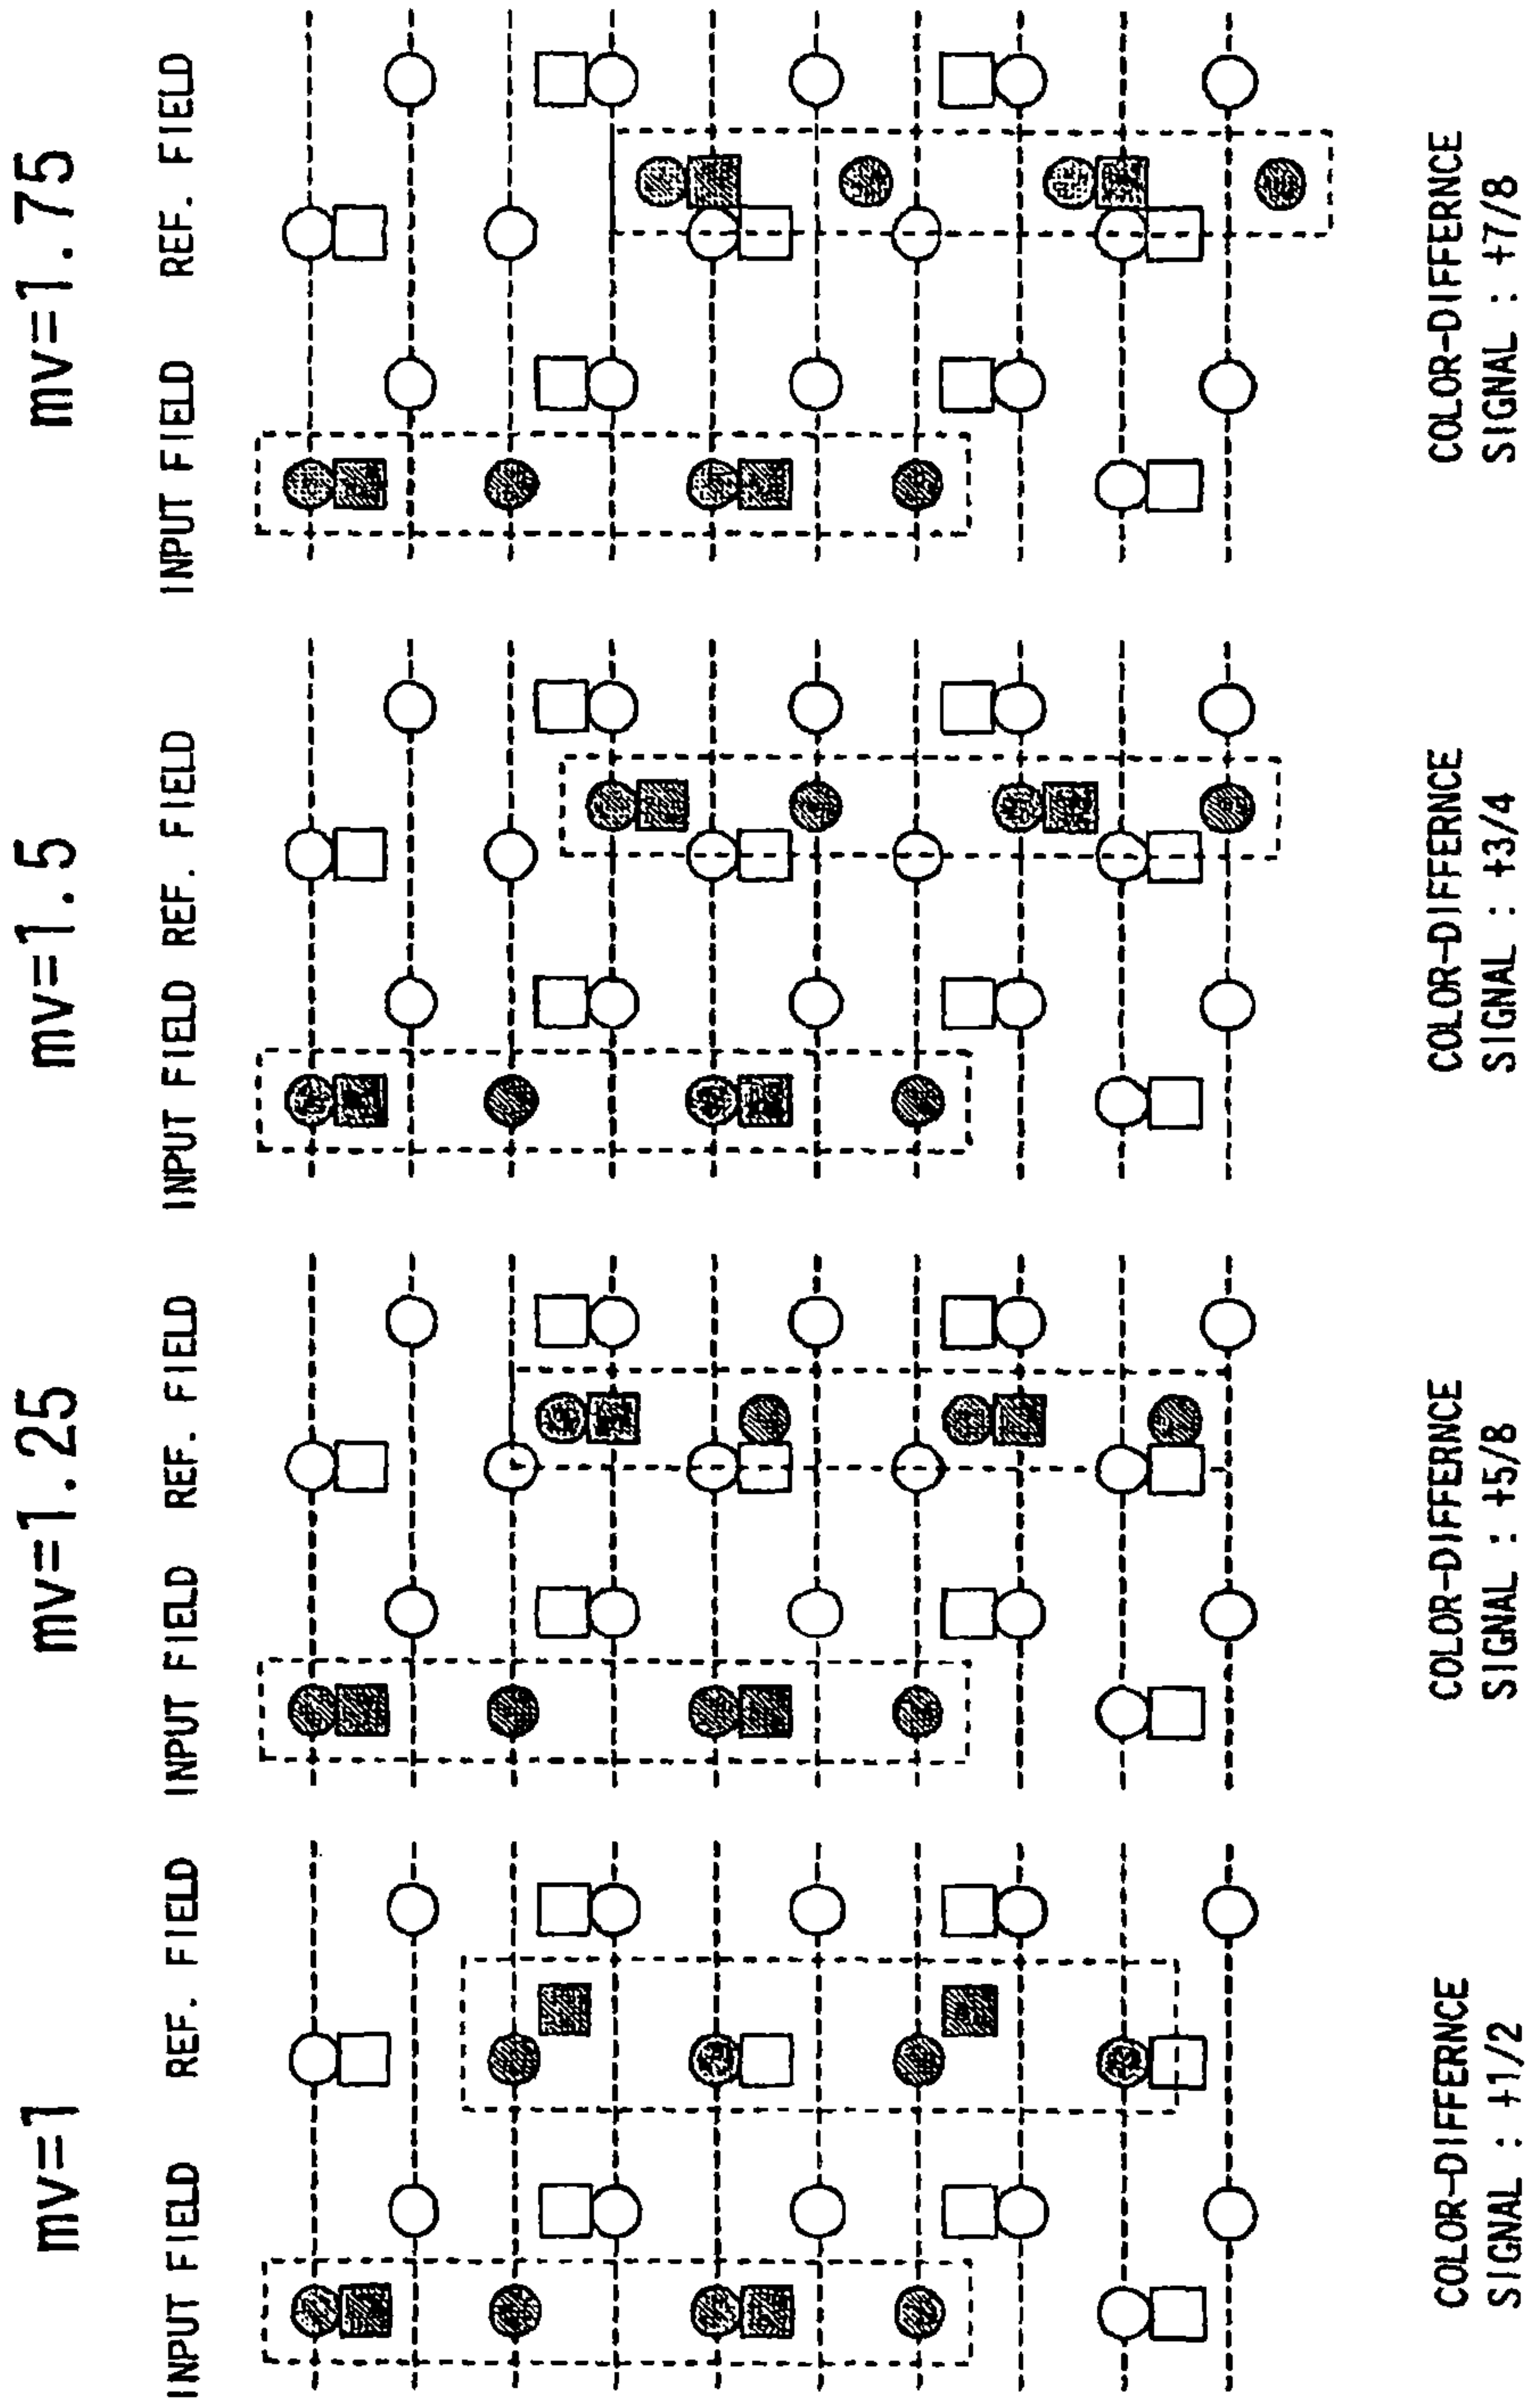 mv=1
INPUT FIELD REF. FIELD
COLOR-DIFFERNCE
SIGNAL : +1/2
mv=1.25
INPUT FIELD REF. FIELD
COLOR-DIFFERNCE
SIGNAL : +5/8
mv=1.5
INPUT FIELD REF. FIELD
COLOR-DIFFERNCE
SIGNAL : +3/4
mv=1.75
INPUT FIELD REF. FIELD
COLOR-DIFFERNCE
SIGNAL : +7/8